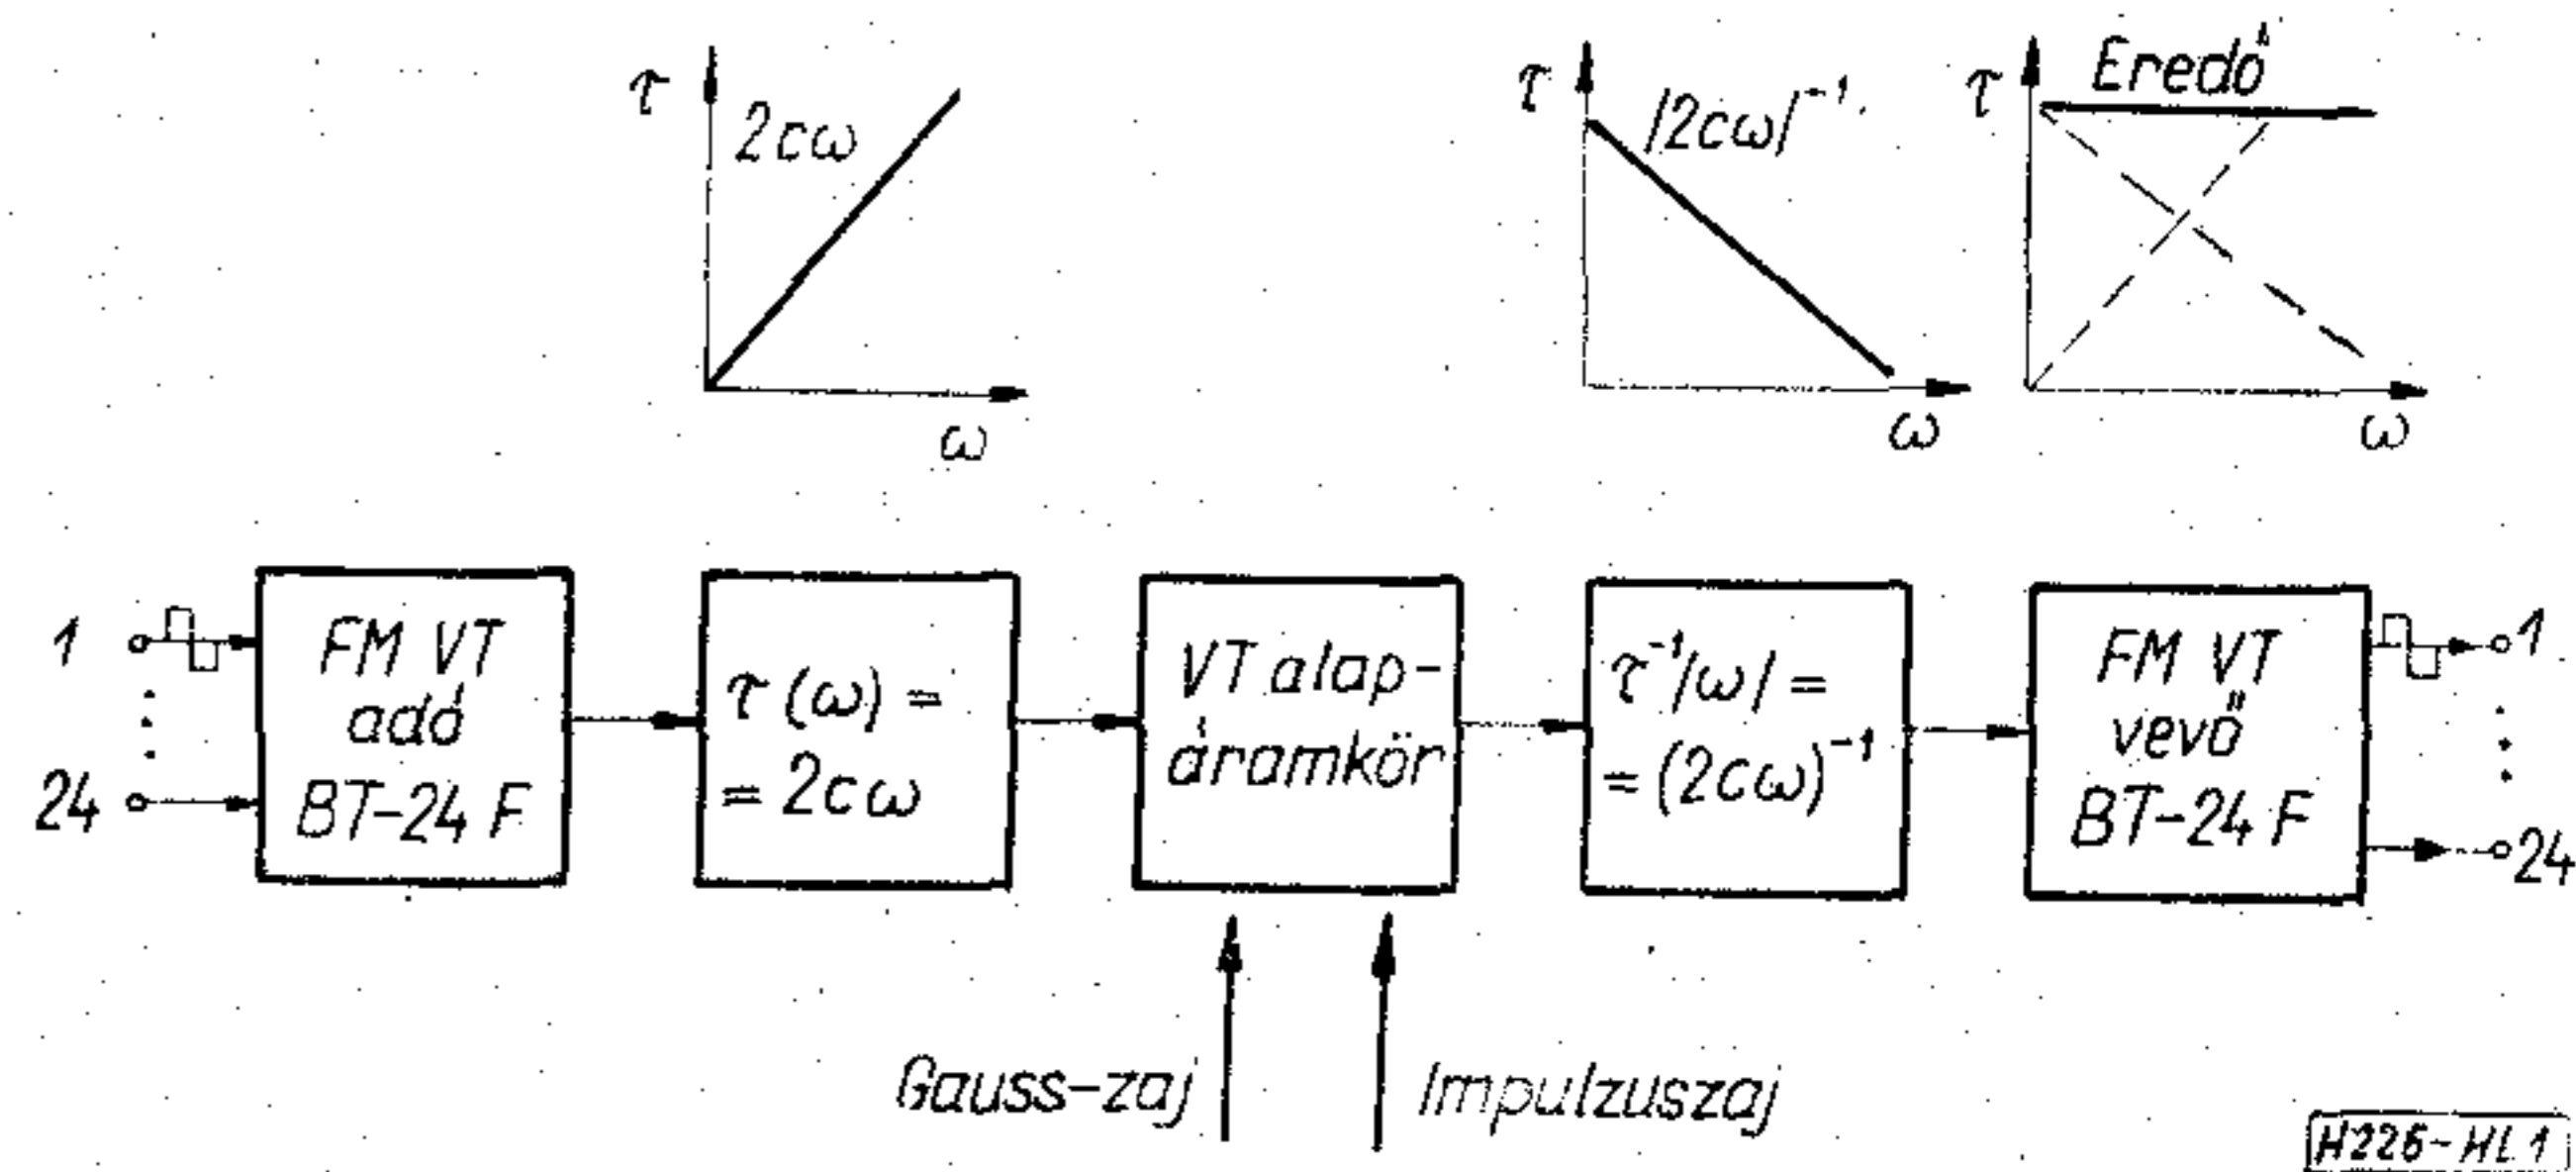 τ
2cω
ω
τ
|2cω|⁻¹
ω
τ
Eredő
ω
1
24
FM VT
adó
BT-24 F
τ(ω) =
= 2cω
VT alap-
áramkör
τ⁻¹|ω| =
= (2cω)⁻¹
FM VT
vevő
BT-24 F
1
24
Gauss-zaj
Impulzuszaj
H226-HL1